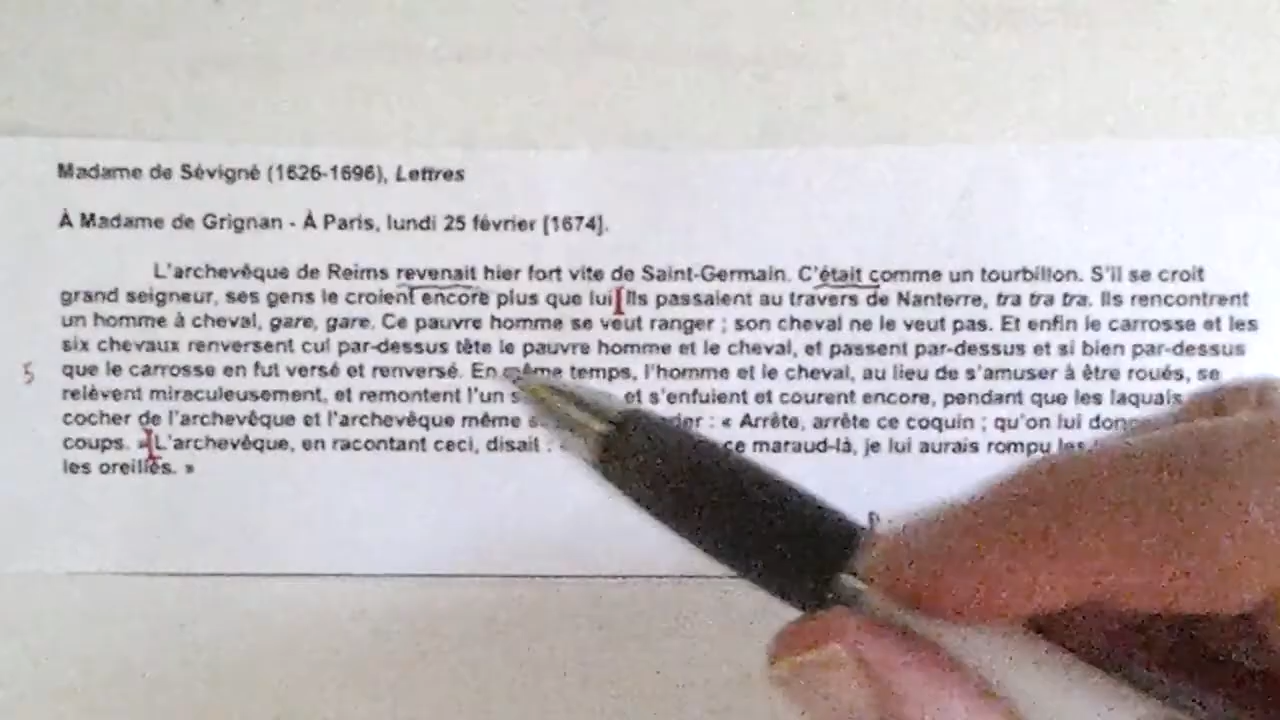 Madame de Sévigné (1626-1696), Lettres
À Madame de Grignan - À Paris, lundi 25 février [1674].
L'archevêque de Reims revenait hier fort vite de Saint-Germain. C'était comme un tourbillon. S'il se croit
grand seigneur, ses gens le croient encore plus que lui. Ils passaient au travers de Nanterre, tra tra tra. Ils rencontrent
un homme à cheval, gare, gare. Ce pauvre homme se veut ranger ; son cheval ne le veut pas. Et enfin le carrosse et les
six chevaux renversent cul par-dessus tête le pauvre homme et le cheval, et passent par-dessus et si bien par-dessus
5 que le carrosse en fut versé et renversé. En même temps, l'homme et le cheval, au lieu de s'amuser à être roués, se
relèvent miraculeusement, et remontent l'un et s'enfuient et courent encore, pendant que les laquais
cocher de l'archevêque et l'archevêque même : « Arrête, arrête ce coquin ; qu'on lui
coups. » L'archevêque, en racontant ceci, disait : ce maraud-là, je lui aurais rompu les
les oreilles. »